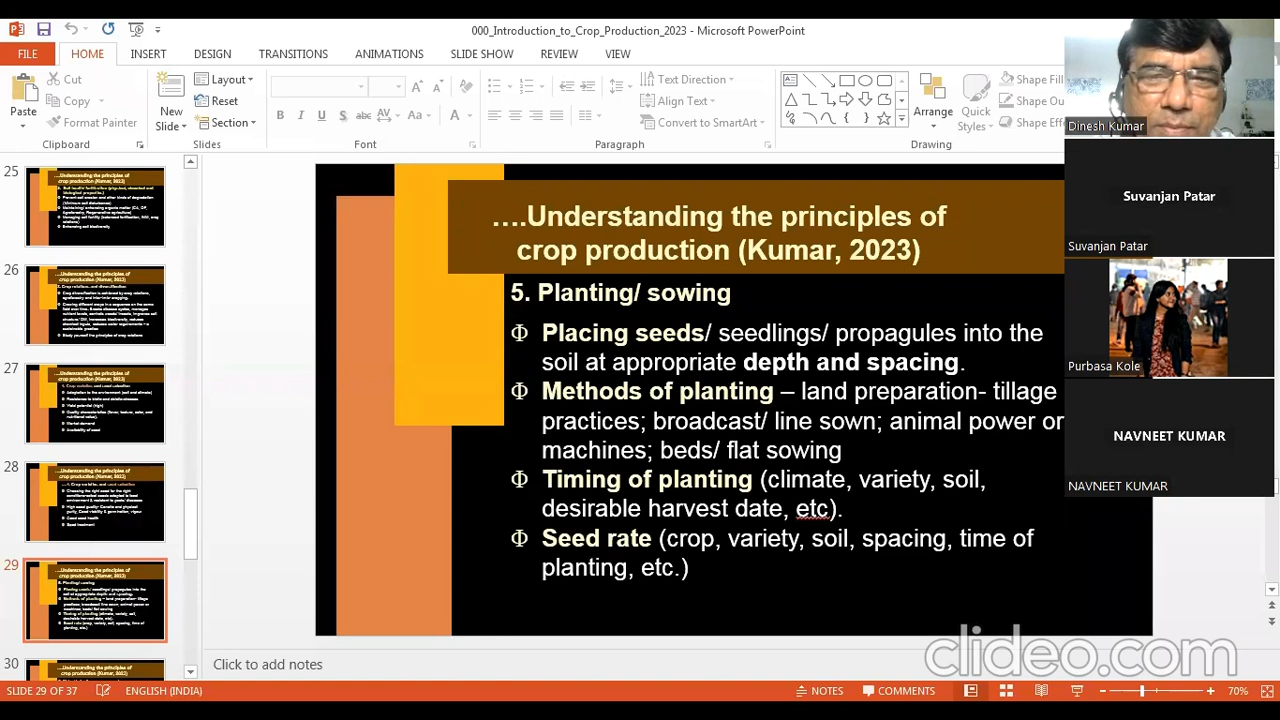 000_Introduction_to_Crop_Production_2023 - Microsoft PowerPoint
FILE
HOME
INSERT
DESIGN
TRANSITIONS
ANIMATIONS
SLIDE SHOW
REVIEW
VIEW
Paste
Cut
Copy
Format Painter
Clipboard
New Slide
Layout
Reset
Section
Slides
Font
Text Direction
Align Text
Convert to SmartArt
Paragraph
Arrange
Quick Styles
Shape Fill
Shape Ou
Shape Effe
Drawing
Dinesh Kumar
Suvanjan Patar
Suvanjan Patar
Purbasa Kole
NAVNEET KUMAR
NAVNEET KUMAR
25
26
27
28
29
30
....Understanding the principles of
crop production (Kumar, 2023)
5. Planting/ sowing
Φ Placing seeds/ seedlings/ propagules into the
soil at appropriate depth and spacing.
Φ Methods of planting – land preparation- tillage
practices; broadcast/ line sown; animal power or
machines; beds/ flat sowing
Φ Timing of planting (climate, variety, soil,
desirable harvest date, etc).
Φ Seed rate (crop, variety, soil, spacing, time of
planting, etc.)
Click to add notes
clideo.com
SLIDE 29 OF 37
ENGLISH (INDIA)
NOTES
COMMENTS
70%